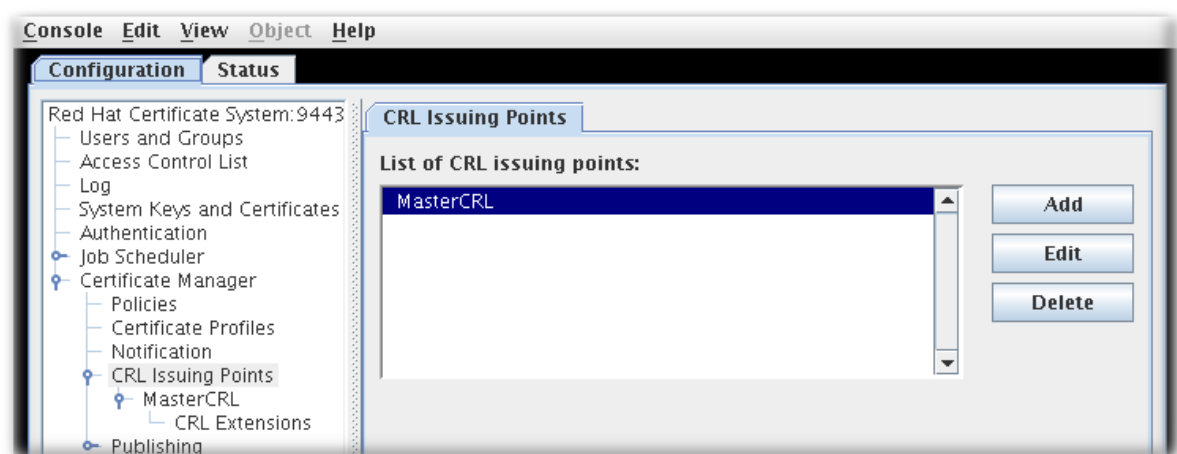 Console Edit View Object Help
Configuration Status
Red Hat Certificate System:9443
Users and Groups
Access Control List
Log
System Keys and Certificates
Authentication
Job Scheduler
Certificate Manager
Policies
Certificate Profiles
Notification
CRL Issuing Points
MasterCRL
CRL Extensions
Publishing
CRL Issuing Points
List of CRL issuing points:
MasterCRL
Add
Edit
Delete